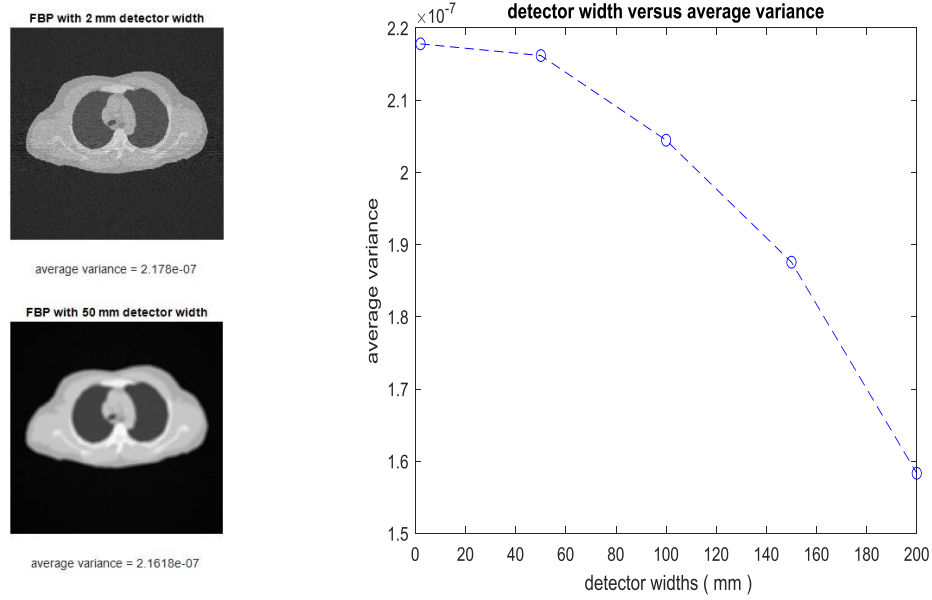 FBP with 2 mm detector width
average variance = 2.178e-07
FBP with 50 mm detector width
average variance = 2.1618e-07
detector width versus average variance
×10^-7
2.2
2.1
2
1.9
1.8
1.7
1.6
1.5
average variance
0 20 40 60 80 100 120 140 160 180 200
detector widths ( mm )